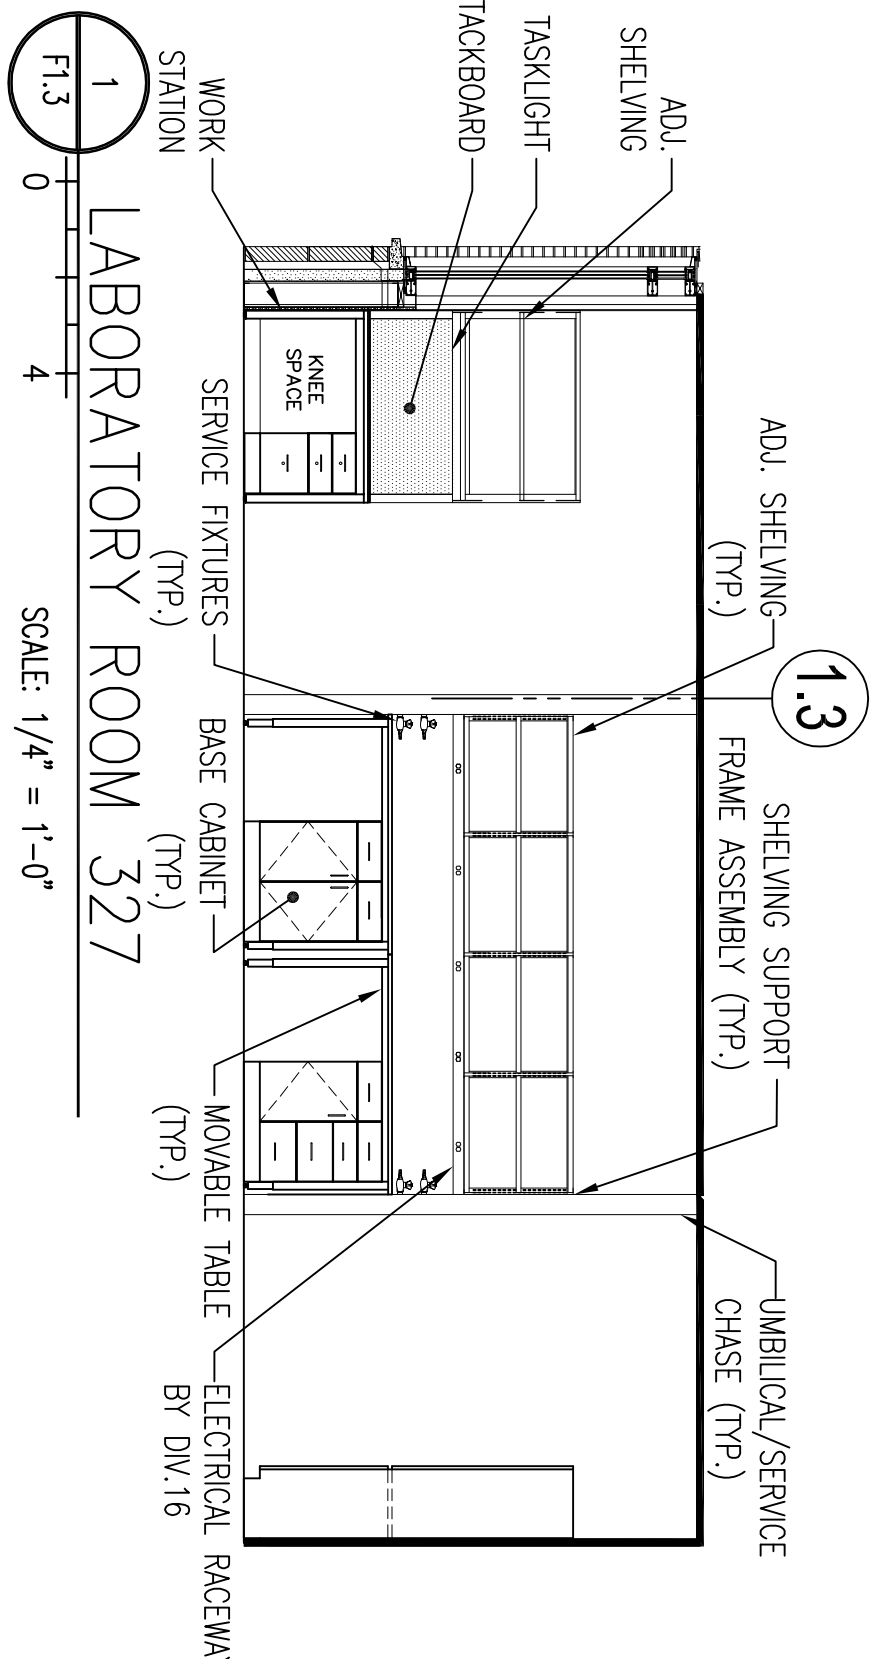 ADJ.
SHELVING
TASKLIGHT
TACKBOARD
WORK
STATION
ADJ. SHELVING
(TYP.)
1.3
SHELVING SUPPORT
FRAME ASSEMBLY (TYP.)
UMBILICAL/SERVICE
CHASE (TYP.)
KNEE
SPACE
SERVICE FIXTURES
(TYP.)
BASE CABINET
(TYP.)
MOVABLE TABLE
(TYP.)
ELECTRICAL RACEWAY
BY DIV.16
1
F1.3
LABORATORY ROOM 327
0 4
SCALE: 1/4" = 1'-0"